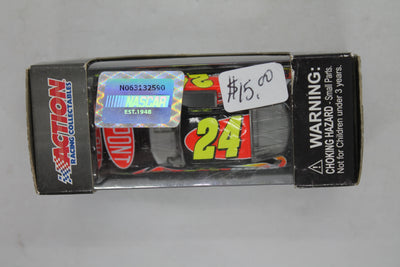 ACTION
RACING COLLECTABLES
N063132590
NASCAR
EST.1948
$15.00
24
WARNING:
CHOKING HAZARD - Small Parts.
Not for Children under 3 years.